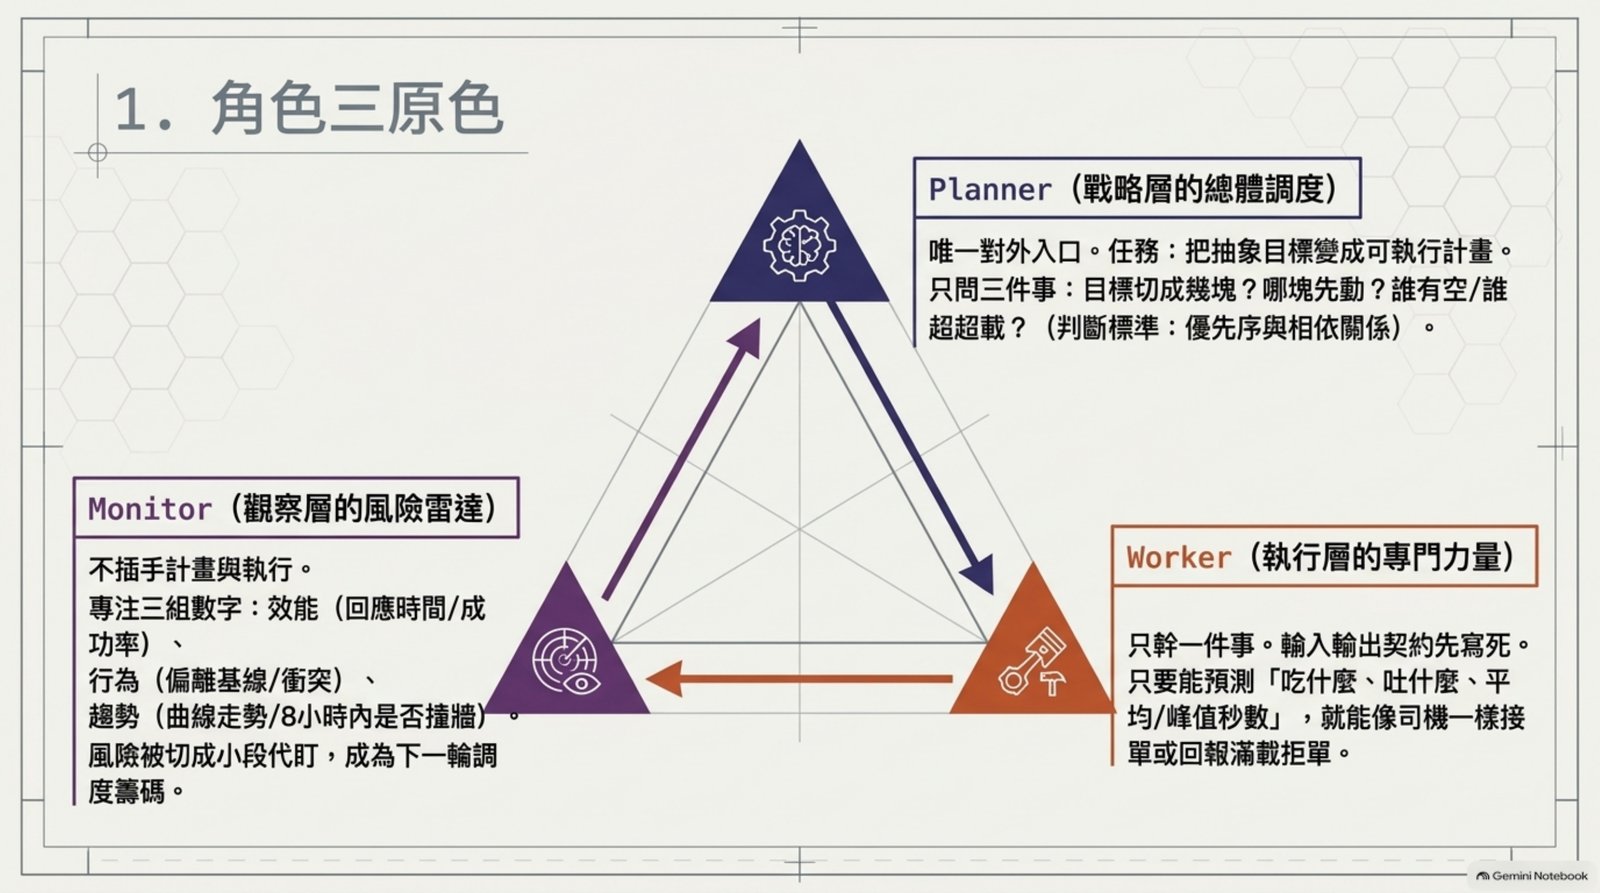 1. 角色三原色
Planner（戰略層的總體調度）
唯一對外入口。任務：把抽象目標變成可執行計畫。
只問三件事：目標切成幾塊？哪塊先動？誰有空/誰
超超載？（判斷標準：優先序與相依關係）。
Monitor（觀察層的風險雷達）
不插手計畫與執行。
專注三組數字：效能（回應時間/成
功率）、
行為（偏離基線/衝突）、
趨勢（曲線走勢/8小時內是否撞牆）。
風險被切成小段代盯，成為下一輪調
度籌碼。
Worker（執行層的專門力量）
只幹一件事。輸入輸出契約先寫死。
只要能預測「吃什麼、吐什麼、平
均/峰值秒數」，就能像司機一樣接
單或回報滿載拒單。
Gemini Notebook